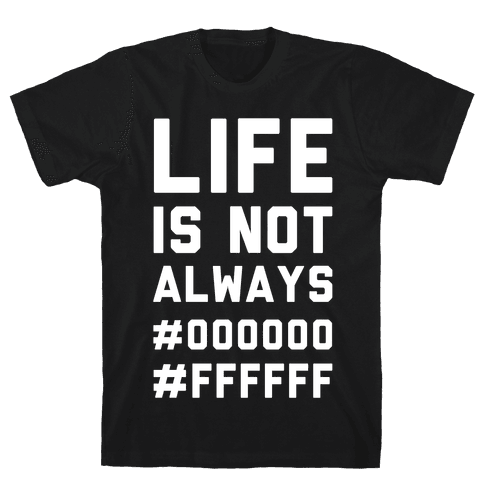 LIFE
IS NOT
ALWAYS
#000000
#FFFFFF